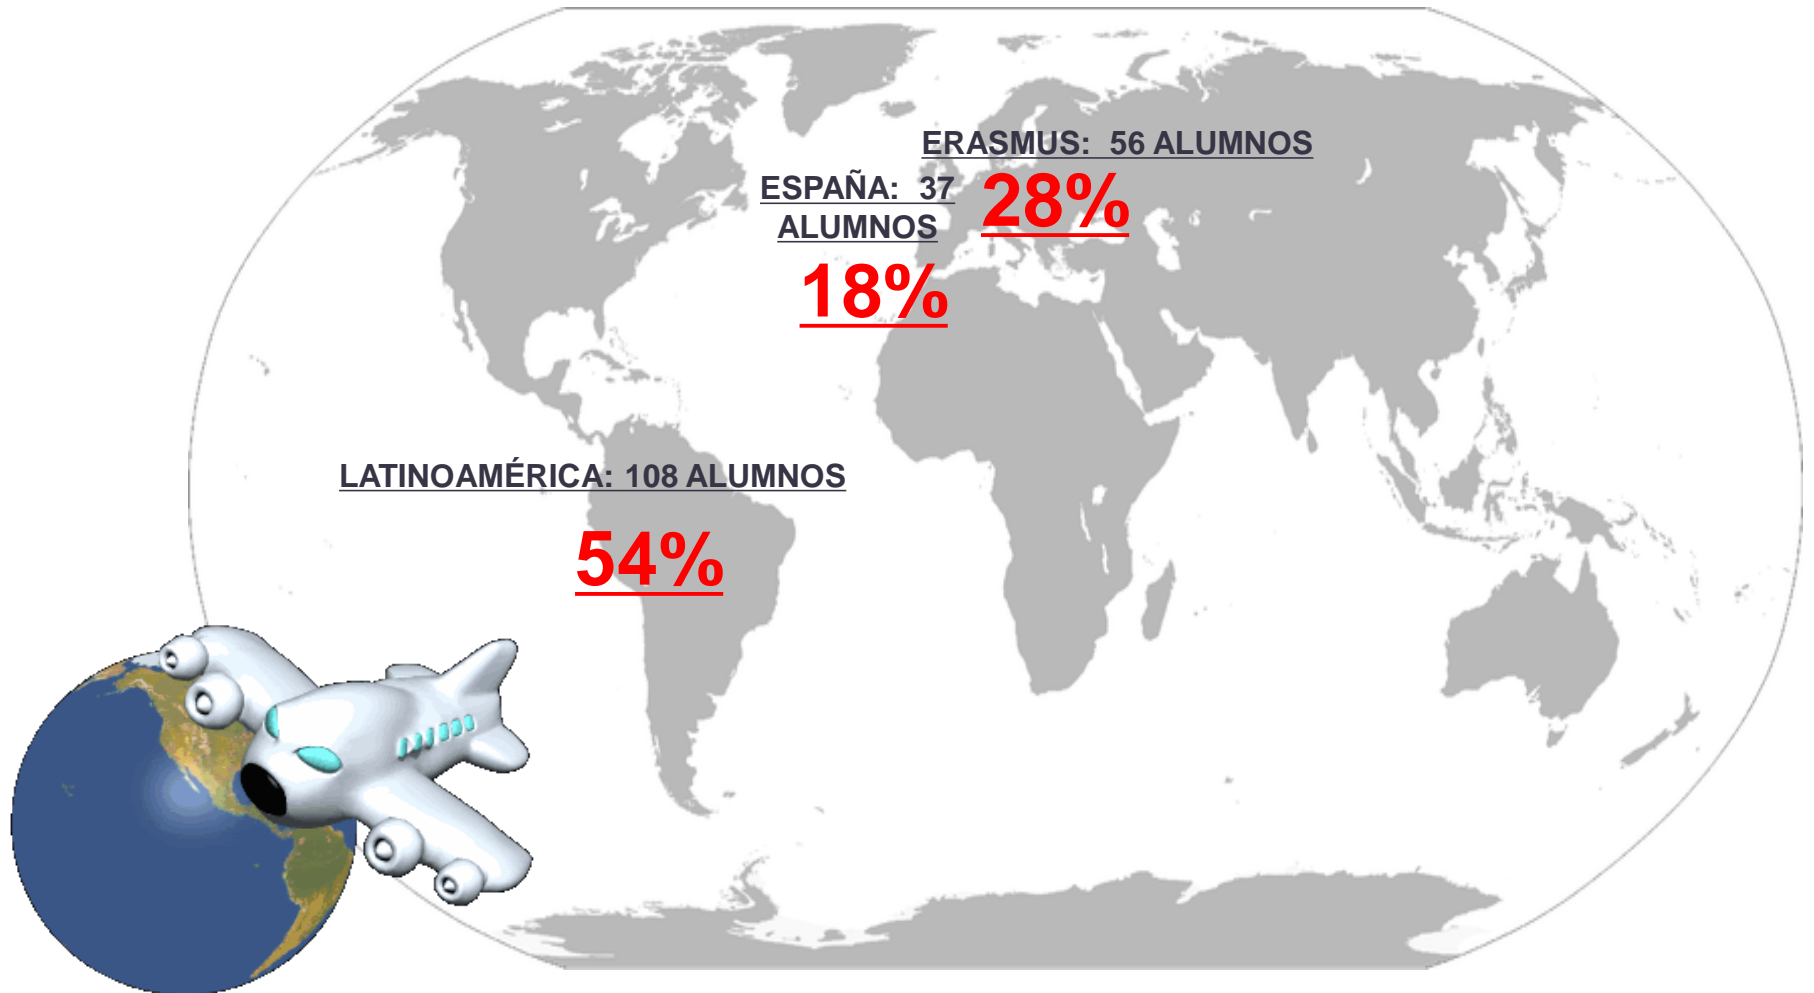 ERASMUS: 56 ALUMNOS
28%
ESPAÑA: 37
ALUMNOS
18%
LATINOAMÉRICA: 108 ALUMNOS
54%